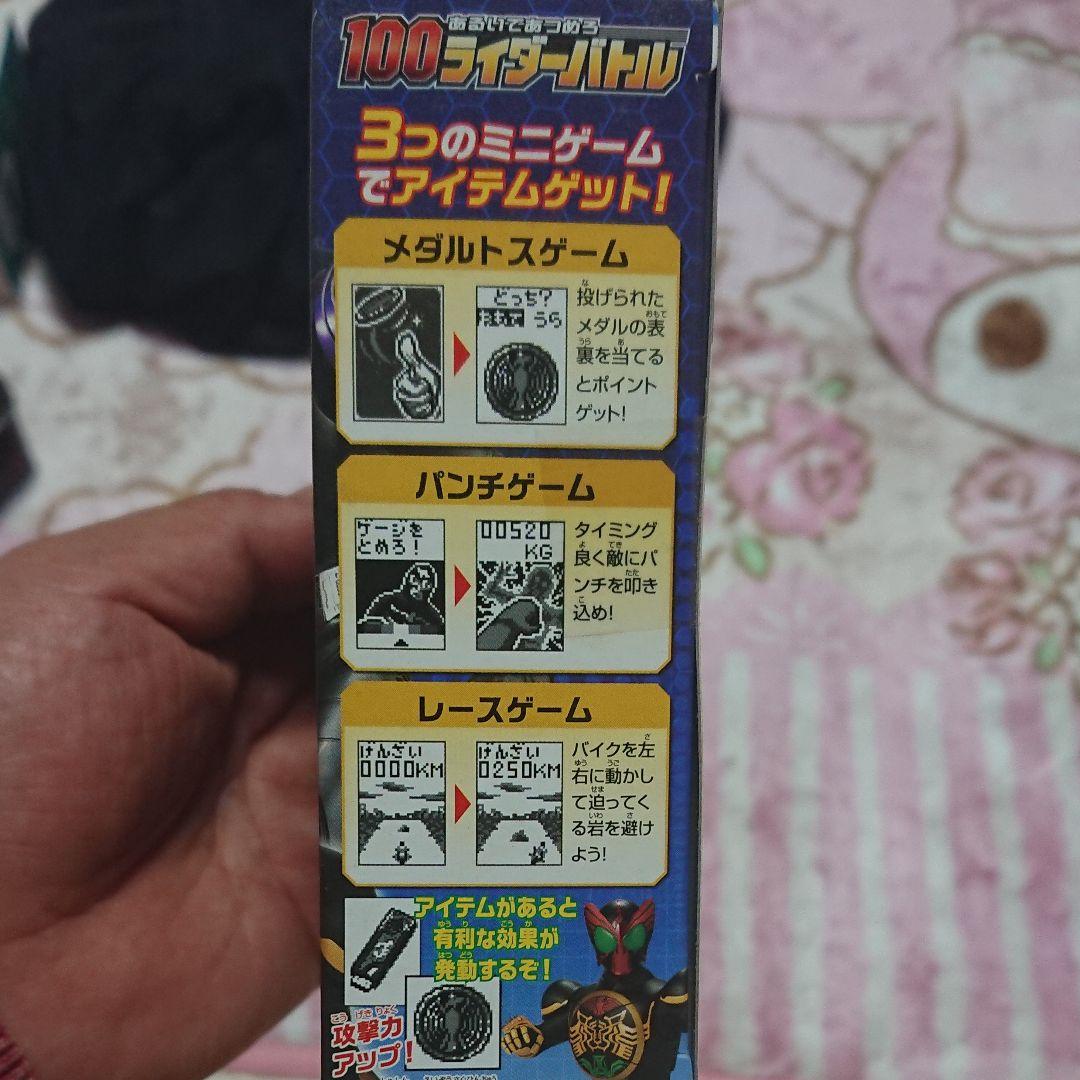 あるいてあつめろ
100ライダーバトル
3つのミニゲーム
でアイテムゲット!
メダルトスゲーム
どっち?
おもて うら
投げられた
メダルの表
裏を当てる
とポイント
ゲット!
パンチゲーム
ゲージを
とめろ!
00520
KG
タイミング
良く敵にパ
ンチを叩き
込め!
レースゲーム
げんざい
0000KM
げんざい
0250KM
バイクを左
右に動かし
て迫ってく
る岩を避け
よう!
アイテムがあると
有利な効果が
発動するぞ!
攻撃力
アップ!